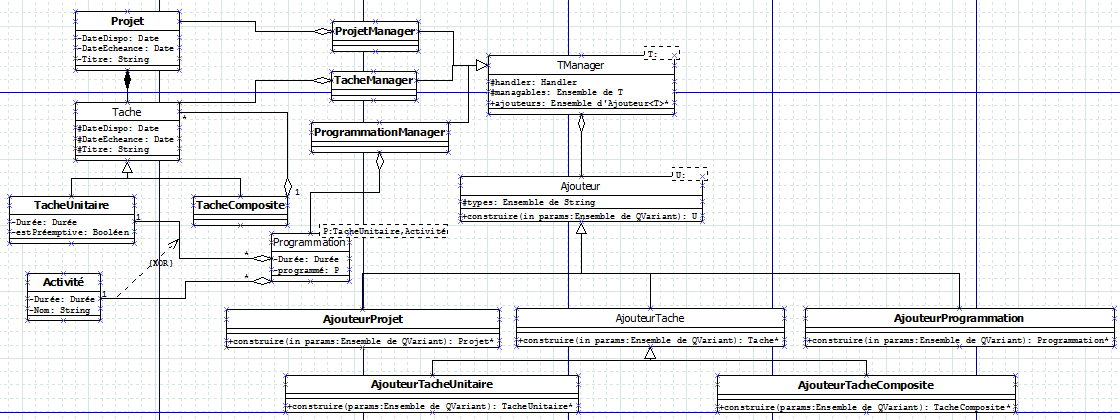 Projet
-DateDispo: Date
-DateEcheance: Date
-Titre: String
ProjetManager
TacheManager
ProgrammationManager
T:
TManager
#handler: Handler
#managables: Ensemble de T
+ajouteurs: Ensemble d'Ajouteur<T>*
Tache
#DateDispo: Date
#DateEcheance: Date
#Titre: String
*
1
U:
Ajouteur
#types: Ensemble de String
+construire(in params:Ensemble de QVariant): U
TacheUnitaire
-Durée: Durée
-estPréemptive: Booléen
1
TacheComposite
P:TacheUnitaire,Activité
Programmation
-Durée: Durée
-programmé: P
*
*
{XOR}
Activité
-Durée: Durée
-Nom: String
1
AjouteurProjet
+construire(in params:Ensemble de QVariant): Projet*
AjouteurTache
+construire(in params:Ensemble de QVariant): Tache*
AjouteurProgrammation
+construire(in params:Ensemble de QVariant): Programmation*
AjouteurTacheUnitaire
+construire(params:Ensemble de QVariant): TacheUnitaire*
AjouteurTacheComposite
+construire(params:Ensemble de QVariant): TacheComposite*